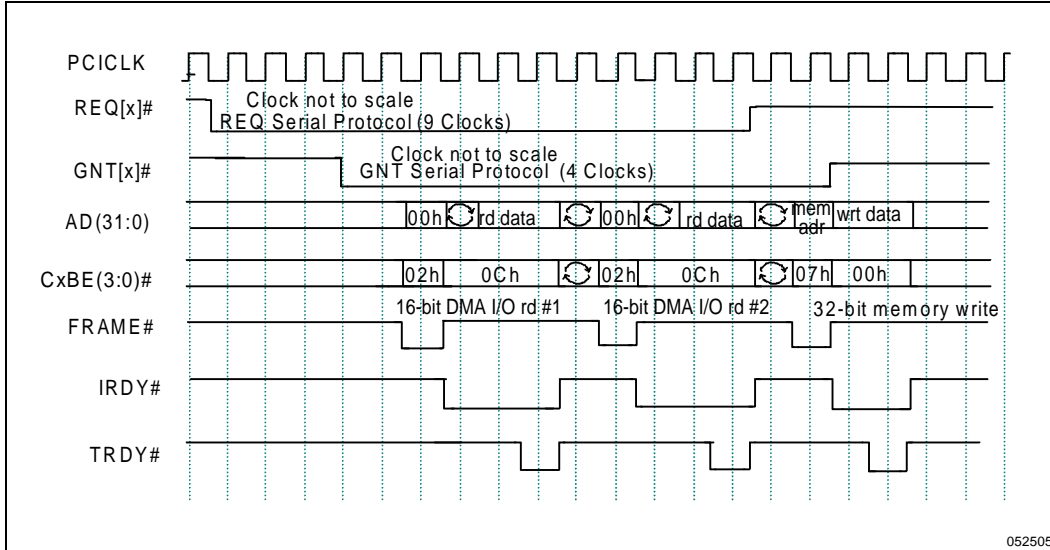 PCICLK
REQ[x]#
Clock not to scale
REQ Serial Protocol (9 Clocks)
GNT[x]#
Clock not to scale
GNT Serial Protocol (4 Clocks)
AD(31:0)
00h rd data 00h rd data mem adr wrt data
CxBE(3:0)#
02h 0Ch 02h 0Ch 07h 00h
16-bit DMA I/O rd #1 16-bit DMA I/O rd #2 32-bit memory write
FRAME#
IRDY#
TRDY#
052505